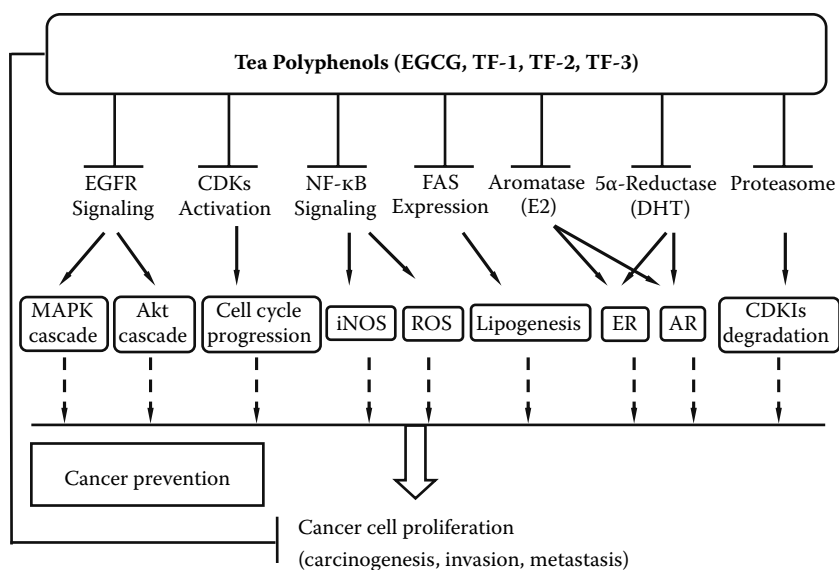 Tea Polyphenols (EGCG, TF-1, TF-2, TF-3)
EGFR
Signaling
CDKs
Activation
NF-κB
Signaling
FAS
Expression
Aromatase
(E2)
5α-Reductase
(DHT)
Proteasome
MAPK
cascade
Akt
cascade
Cell cycle
progression
iNOS
ROS
Lipogenesis
ER
AR
CDKIs
degradation
Cancer prevention
Cancer cell proliferation
(carcinogenesis, invasion, metastasis)